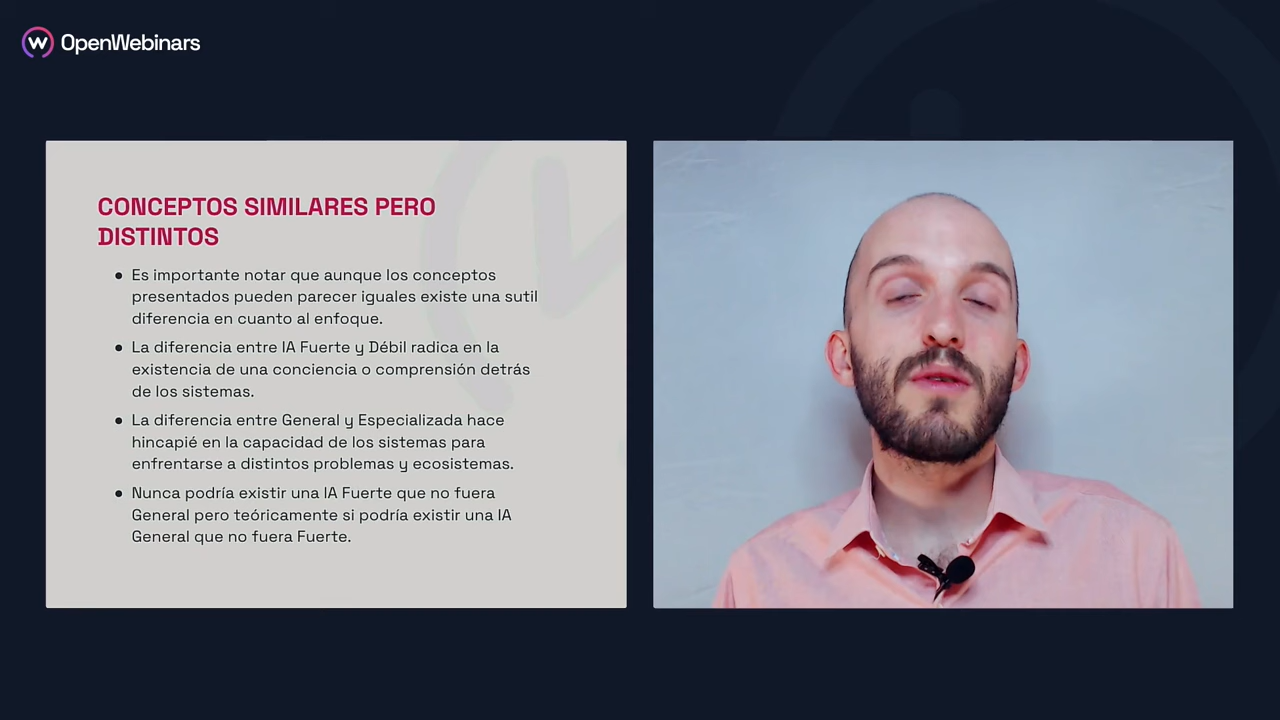 OpenWebinars
CONCEPTOS SIMILARES PERO
DISTINTOS
● Es importante notar que aunque los conceptos
presentados pueden parecer iguales existe una sutil
diferencia en cuanto al enfoque.
● La diferencia entre IA Fuerte y Débil radica en la
existencia de una conciencia o comprensión detrás
de los sistemas.
● La diferencia entre General y Especializada hace
hincapié en la capacidad de los sistemas para
enfrentarse a distintos problemas y ecosistemas.
● Nunca podría existir una IA Fuerte que no fuera
General pero teóricamente si podría existir una IA
General que no fuera Fuerte.